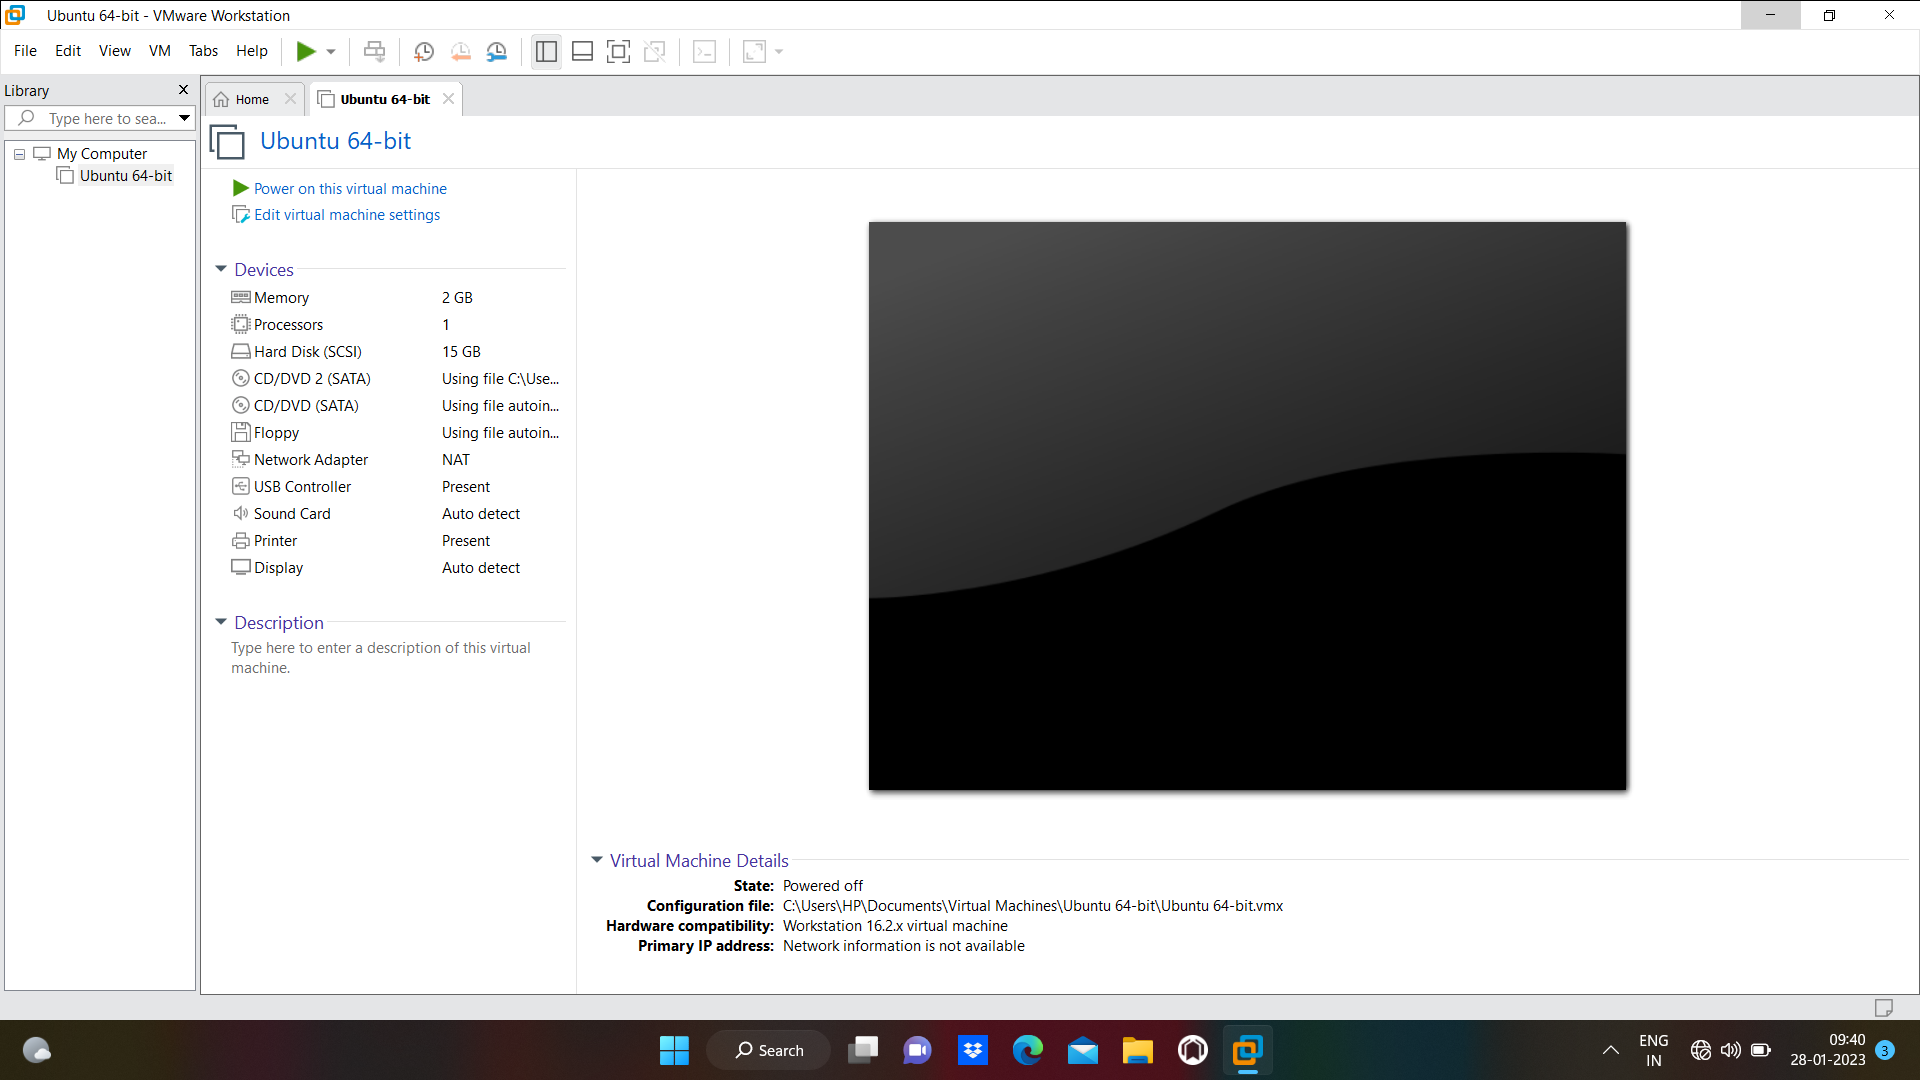 Ubuntu 64-bit - VMware Workstation
File Edit View VM Tabs Help
Library
Type here to sea...
My Computer
Ubuntu 64-bit
Home
Ubuntu 64-bit
Ubuntu 64-bit
Power on this virtual machine
Edit virtual machine settings
Devices
Memory 2 GB
Processors 1
Hard Disk (SCSI) 15 GB
CD/DVD 2 (SATA) Using file C:\Use...
CD/DVD (SATA) Using file autoin...
Floppy Using file autoin...
Network Adapter NAT
USB Controller Present
Sound Card Auto detect
Printer Present
Display Auto detect
Description
Type here to enter a description of this virtual
machine.
Virtual Machine Details
State: Powered off
Configuration file: C:\Users\HP\Documents\Virtual Machines\Ubuntu 64-bit\Ubuntu 64-bit.vmx
Hardware compatibility: Workstation 16.2.x virtual machine
Primary IP address: Network information is not available
Search
ENG
IN
09:40
28-01-2023
3